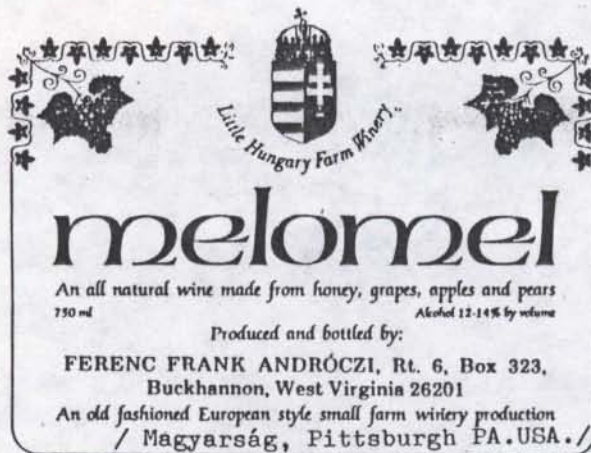 Little Hungary Farm Winery
melomel
An all natural wine made from honey, grapes, apples and pears
750 ml Alcohol 12-14% by volume
Produced and bottled by:
FERENC FRANK ANDRÓCZI, Rt. 6, Box 323,
Buckhannon, West Virginia 26201
An old fashioned European style small farm winery production
/ Magyarság, Pittsburgh PA.USA./